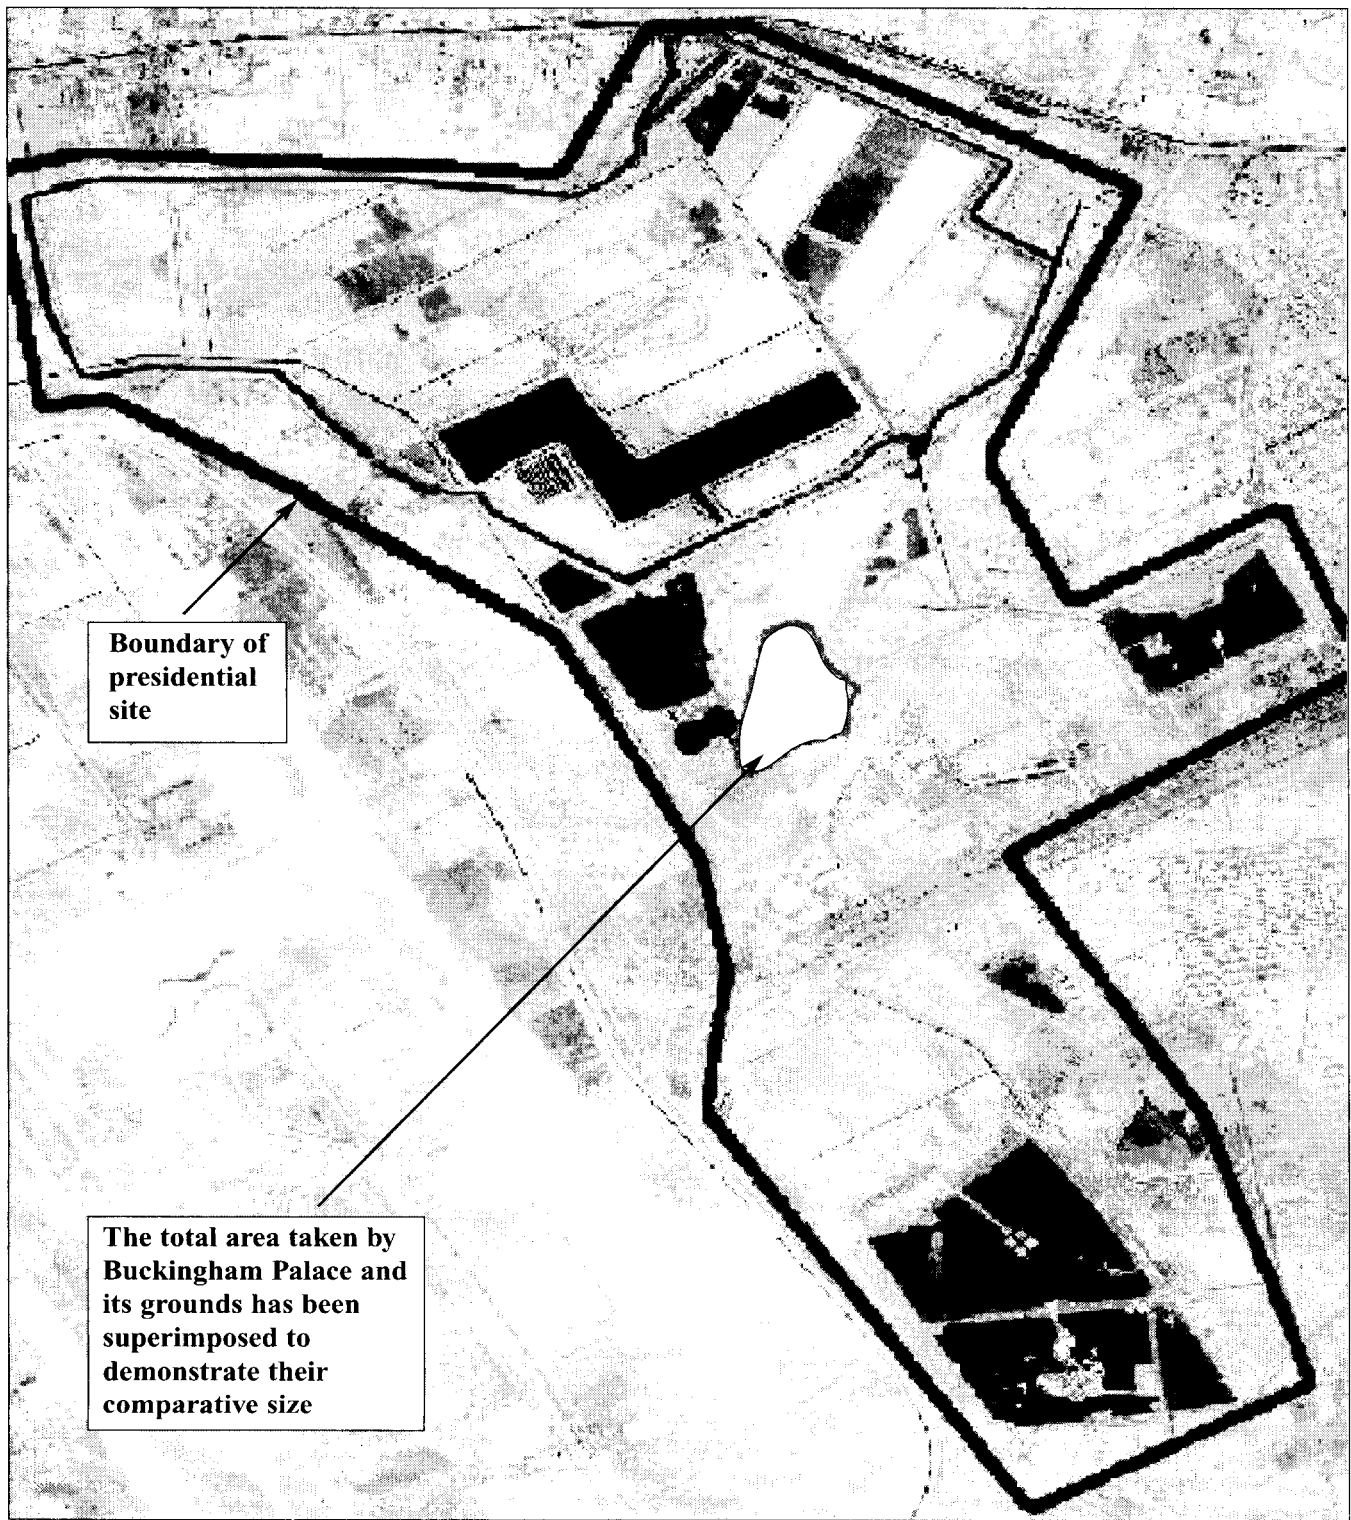 Boundary of
presidential
site
The total area taken by
Buckingham Palace and
its grounds has been
superimposed to
demonstrate their
comparative size